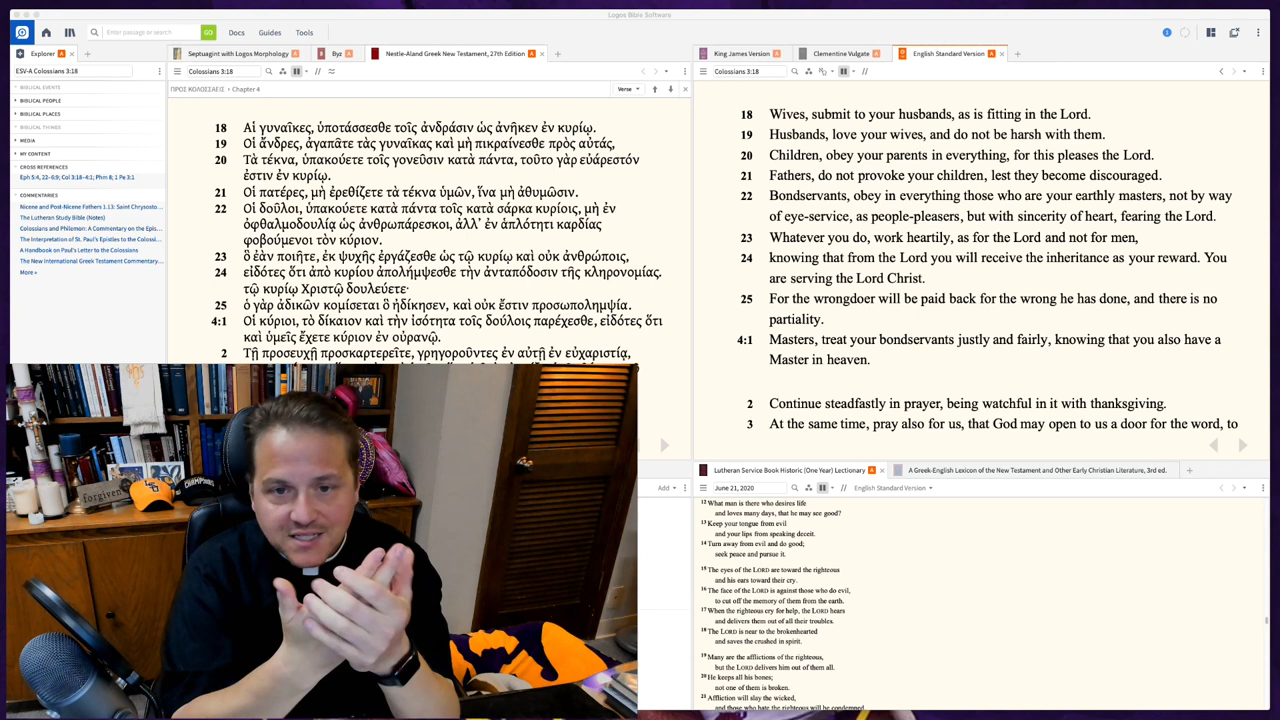 Logos Bible Software
Enter passage or search
GO
Docs
Guides
Tools
Explorer A
ESV-A Colossians 3:18
BIBLICAL EVENTS
BIBLICAL PEOPLE
BIBLICAL PLACES
BIBLICAL THINGS
MEDIA
MY CONTENT
CROSS REFERENCES
Eph 5:4, 22–6:9; Col 3:18–4:1; Phm 8; 1 Pe 3:1
COMMENTARIES
Nicene and Post-Nicene Fathers 1.13: Saint Chrysosto...
The Lutheran Study Bible (Notes)
Colossians and Philemon: A Commentary on the Epis...
The Interpretation of St. Paul's Epistles to the Colossi...
A Handbook on Paul's Letter to the Colossians
The New International Greek Testament Commentary...
More »
Septuagint with Logos Morphology A
Byz A
Nestle-Aland Greek New Testament, 27th Edition A
Colossians 3:18
ΠΡΟΣ ΚΟΛΟΣΣΑΕΙΣ › Chapter 4
Verse
18 Αἱ γυναῖκες, ὑποτάσσεσθε τοῖς ἀνδράσιν ὡς ἀνῆκεν ἐν κυρίῳ.
19 Οἱ ἄνδρες, ἀγαπᾶτε τὰς γυναῖκας καὶ μὴ πικραίνεσθε πρὸς αὐτάς.
20 Τὰ τέκνα, ὑπακούετε τοῖς γονεῦσιν κατὰ πάντα, τοῦτο γὰρ εὐάρεστόν
ἐστιν ἐν κυρίῳ.
21 Οἱ πατέρες, μὴ ἐρεθίζετε τὰ τέκνα ὑμῶν, ἵνα μὴ ἀθυμῶσιν.
22 Οἱ δοῦλοι, ὑπακούετε κατὰ πάντα τοῖς κατὰ σάρκα κυρίοις, μὴ ἐν
ὀφθαλμοδουλίᾳ ὡς ἀνθρωπάρεσκοι, ἀλλ᾽ ἐν ἁπλότητι καρδίας
φοβούμενοι τὸν κύριον.
23 ὃ ἐὰν ποιῆτε, ἐκ ψυχῆς ἐργάζεσθε ὡς τῷ κυρίῳ καὶ οὐκ ἀνθρώποις,
24 εἰδότες ὅτι ἀπὸ κυρίου ἀπολήμψεσθε τὴν ἀνταπόδοσιν τῆς κληρονομίας.
τῷ κυρίῳ Χριστῷ δουλεύετε·
25 ὁ γὰρ ἀδικῶν κομίσεται ὃ ἠδίκησεν, καὶ οὐκ ἔστιν προσωπολημψία.
4:1 Οἱ κύριοι, τὸ δίκαιον καὶ τὴν ἰσότητα τοῖς δούλοις παρέχεσθε, εἰδότες ὅτι
καὶ ὑμεῖς ἔχετε κύριον ἐν οὐρανῷ.
2 Τῇ προσευχῇ προσκαρτερεῖτε, γρηγοροῦντες ἐν αὐτῇ ἐν εὐχαριστίᾳ,
King James Version A
Clementine Vulgate A
English Standard Version A
Colossians 3:18
18 Wives, submit to your husbands, as is fitting in the Lord.
19 Husbands, love your wives, and do not be harsh with them.
20 Children, obey your parents in everything, for this pleases the Lord.
21 Fathers, do not provoke your children, lest they become discouraged.
22 Bondservants, obey in everything those who are your earthly masters, not by way
of eye-service, as people-pleasers, but with sincerity of heart, fearing the Lord.
23 Whatever you do, work heartily, as for the Lord and not for men,
24 knowing that from the Lord you will receive the inheritance as your reward. You
are serving the Lord Christ.
25 For the wrongdoer will be paid back for the wrong he has done, and there is no
partiality.
4:1 Masters, treat your bondservants justly and fairly, knowing that you also have a
Master in heaven.
2 Continue steadfastly in prayer, being watchful in it with thanksgiving.
3 At the same time, pray also for us, that God may open to us a door for the word, to
Add
Lutheran Service Book Historic (One Year) Lectionary A
A Greek-English Lexicon of the New Testament and Other Early Christian Literature, 3rd ed.
June 21, 2020
English Standard Version
12 What man is there who desires life
and loves many days, that he may see good?
13 Keep your tongue from evil
and your lips from speaking deceit.
14 Turn away from evil and do good;
seek peace and pursue it.
15 The eyes of the LORD are toward the righteous
and his ears toward their cry.
16 The face of the LORD is against those who do evil,
to cut off the memory of them from the earth.
17 When the righteous cry for help, the LORD hears
and delivers them out of all their troubles.
18 The LORD is near to the brokenhearted
and saves the crushed in spirit.
19 Many are the afflictions of the righteous,
but the LORD delivers him out of them all.
20 He keeps all his bones;
not one of them is broken.
21 Affliction will slay the wicked,
and those who hate the righteous will be condemned
Forgiven
CHAMPIONS